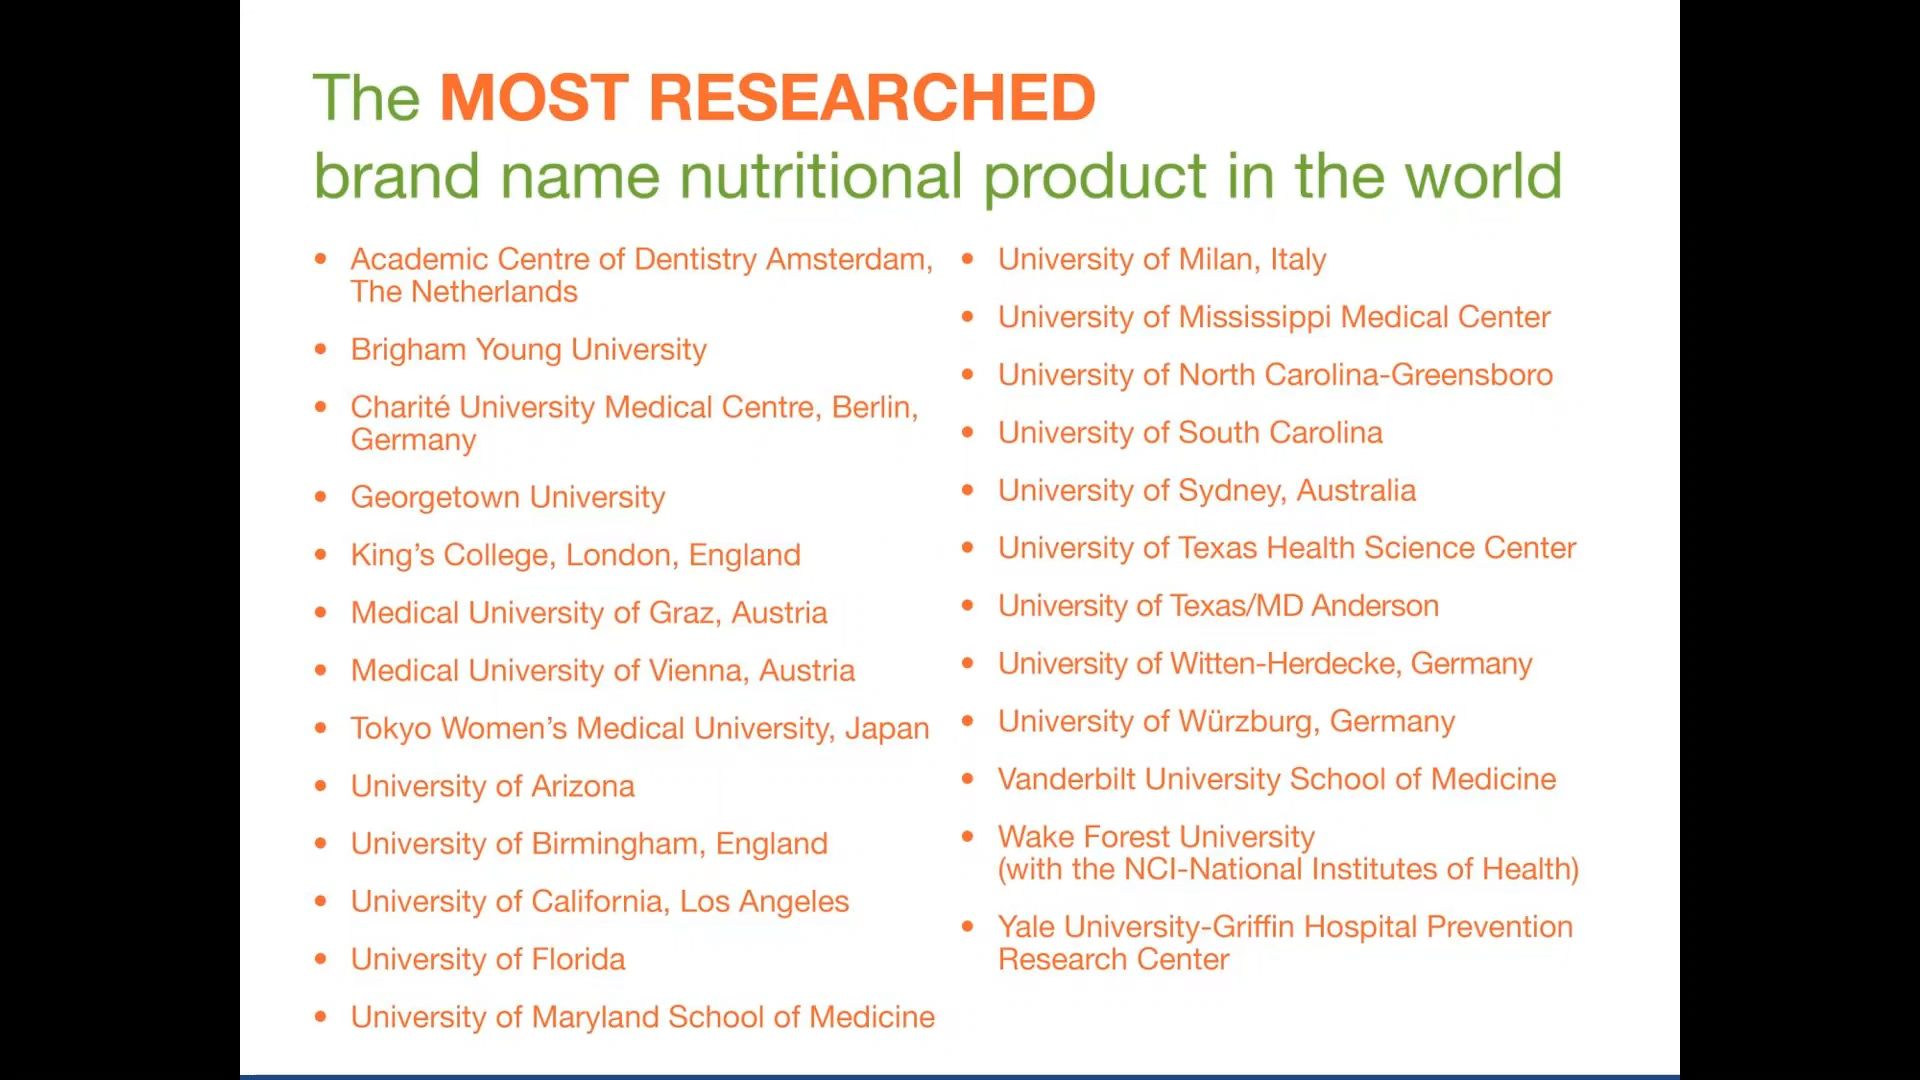 The MOST RESEARCHED
brand name nutritional product in the world
• Academic Centre of Dentistry Amsterdam,
The Netherlands
• Brigham Young University
• Charité University Medical Centre, Berlin,
Germany
• Georgetown University
• King’s College, London, England
• Medical University of Graz, Austria
• Medical University of Vienna, Austria
• Tokyo Women’s Medical University, Japan
• University of Arizona
• University of Birmingham, England
• University of California, Los Angeles
• University of Florida
• University of Maryland School of Medicine
• University of Milan, Italy
• University of Mississippi Medical Center
• University of North Carolina-Greensboro
• University of South Carolina
• University of Sydney, Australia
• University of Texas Health Science Center
• University of Texas/MD Anderson
• University of Witten-Herdecke, Germany
• University of Würzburg, Germany
• Vanderbilt University School of Medicine
• Wake Forest University
(with the NCI-National Institutes of Health)
• Yale University-Griffin Hospital Prevention
Research Center